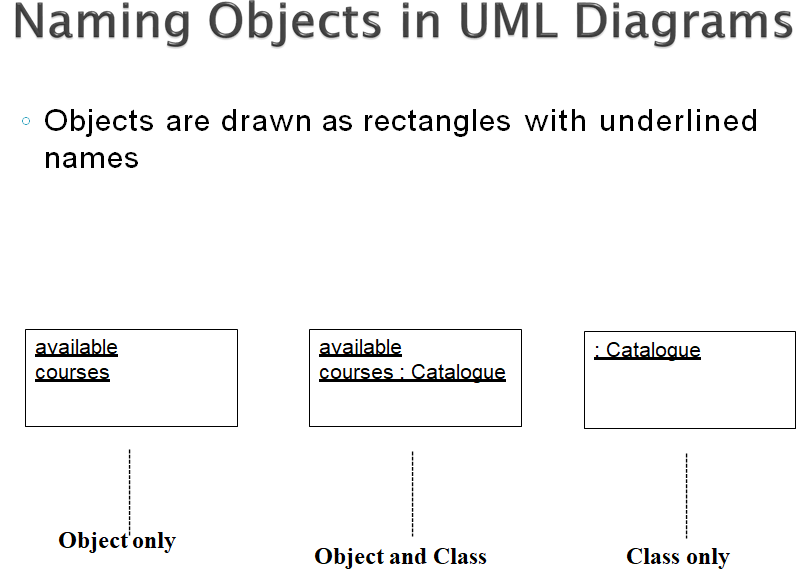 Naming Objects in UML Diagrams
Objects are drawn as rectangles with underlined
names
available
courses
available
courses : Catalogue
: Catalogue
Object only
Object and Class
Class only